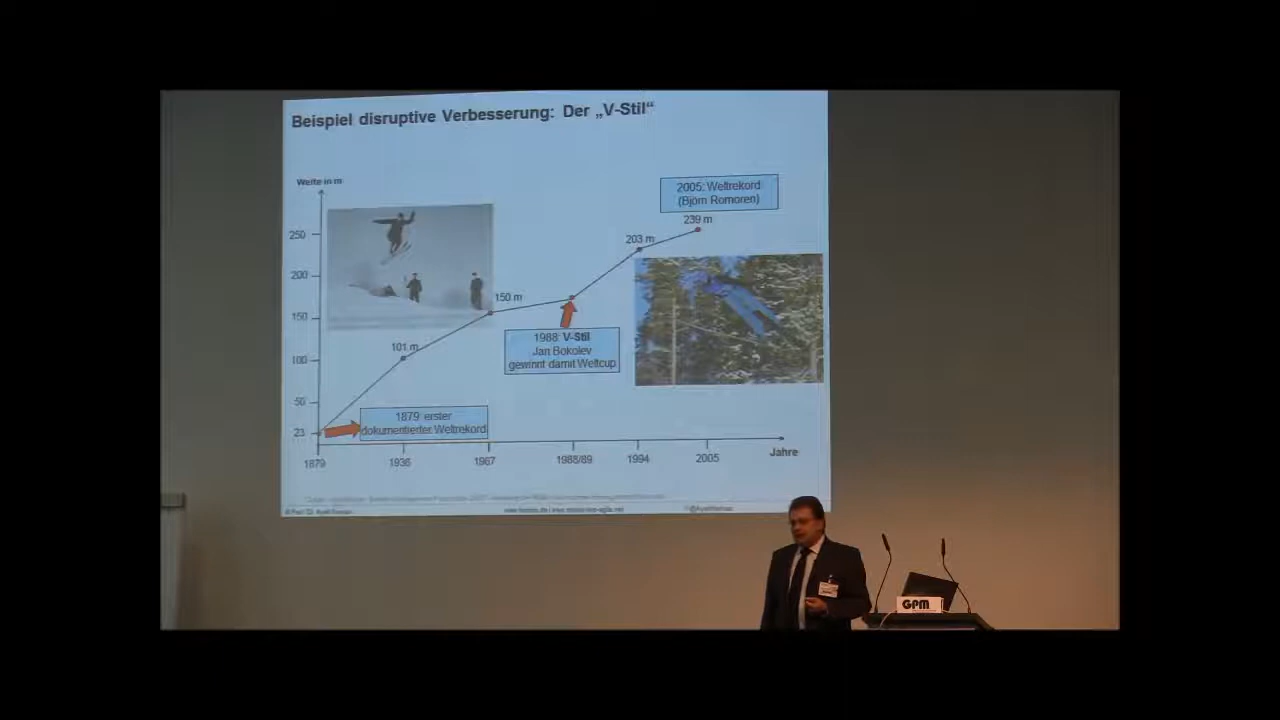 Beispiel disruptive Verbesserung: Der „V-Stil“
Weite in m
2005: Weltrekord
(Björn Romoren)
239 m
203 m
250
200
150 m
150
1988: V-Stil
Jan Bokolev
gewinnt damit Weltcup
101 m
100
50
1879: erster
dokumentierter Weltrekord
23
Jahre
1879
1936
1967
1988/89
1994
2005
GPM